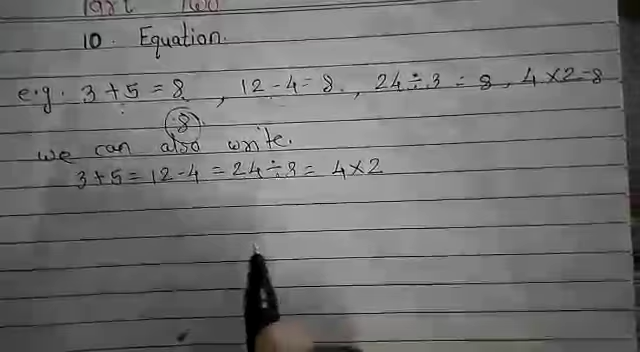 10. Equation.
e.g. 3 + 5 = 8 , 12 - 4 = 8 , 24 ÷ 3 = 8 , 4 × 2 = 8
8
we can also write.
3 + 5 = 12 - 4 = 24 ÷ 3 = 4 × 2